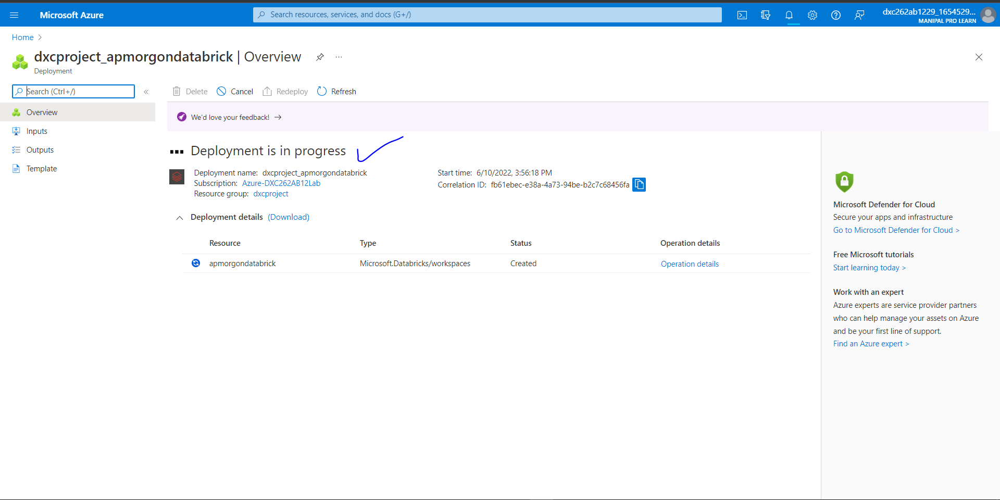 Microsoft Azure
Search resources, services, and docs (G+/)
dxc262ab1229_1654529...
MANIPAL PRO LEARN
Home
dxcproject_apmorgondatabrick | Overview
Deployment
Search (Ctrl+/)
Overview
Inputs
Outputs
Template
Delete
Cancel
Redeploy
Refresh
We'd love your feedback!
Deployment is in progress
Deployment name: dxcproject_apmorgondatabrick
Subscription: Azure-DXC262AB12Lab
Resource group: dxcproject
Start time: 6/10/2022, 3:56:18 PM
Correlation ID: fb61ebec-e38a-4a73-94be-b2c7c68456fa
Deployment details (Download)
Resource Type Status Operation details
apmorgondatabrick Microsoft.Databricks/workspaces Created Operation details
Microsoft Defender for Cloud
Secure your apps and infrastructure
Go to Microsoft Defender for Cloud >
Free Microsoft tutorials
Start learning today >
Work with an expert
Azure experts are service provider partners
who can help manage your assets on Azure
and be your first line of support.
Find an Azure expert >